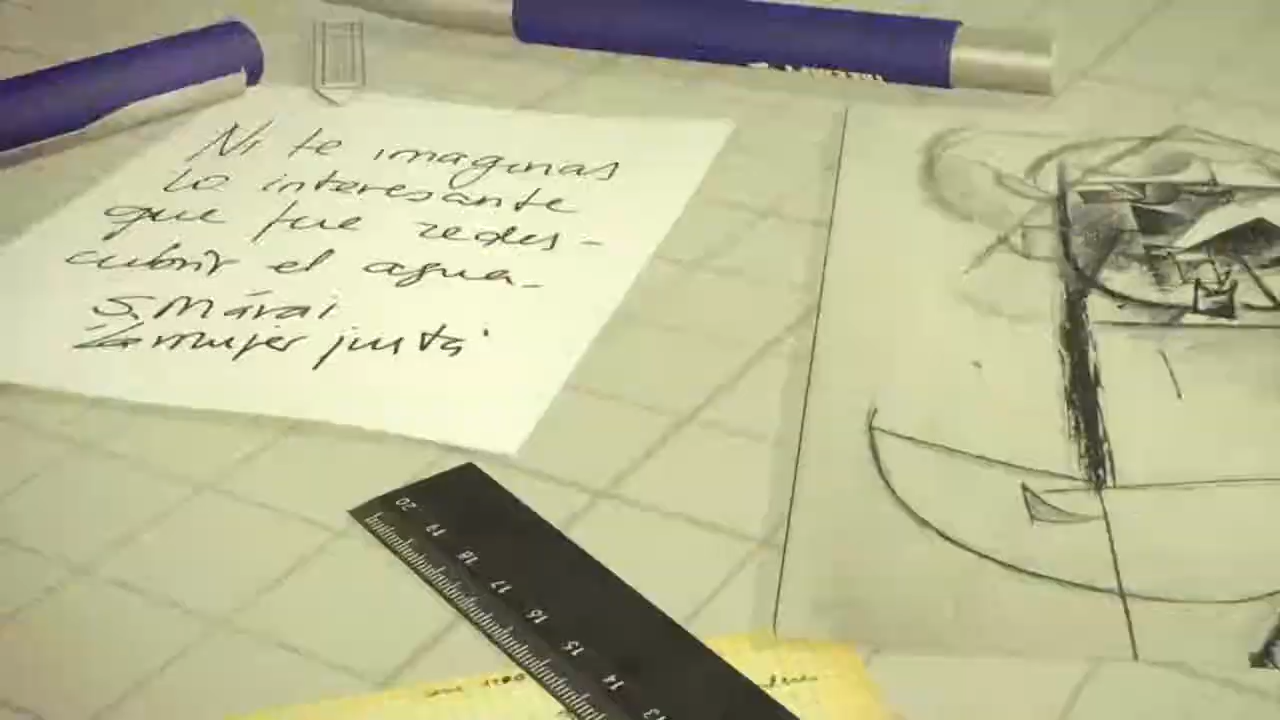 Ni te imaginas
lo interesante
que fue redes-
cubrir el agua.
S. Márai
La mujer justa
20
19
18
17
16
15
14
13